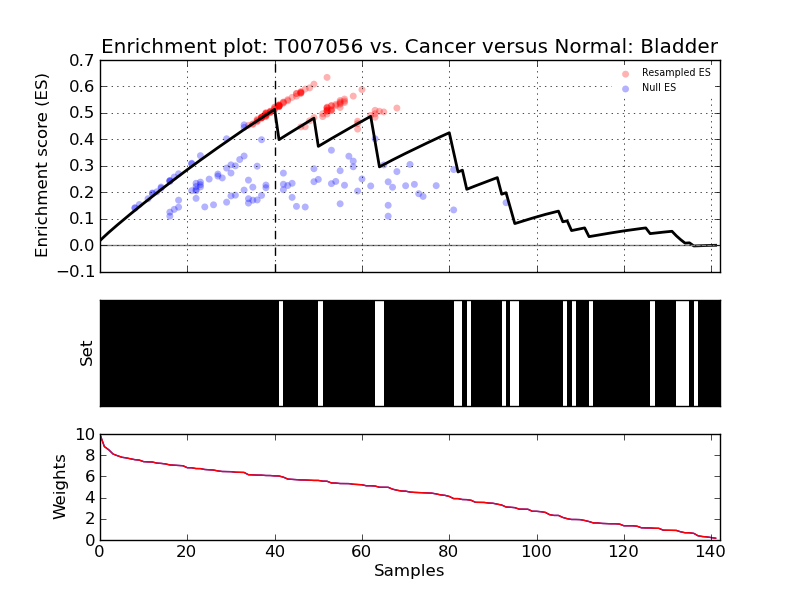 Enrichment plot: T007056 vs. Cancer versus Normal: Bladder
0.7
0.6
0.5
0.4
0.3
0.2
0.1
0.0
−0.1
Enrichment score (ES)
Resampled ES
Null ES
Set
10
8
6
4
2
0
Weights
0 20 40 60 80 100 120 140
Samples